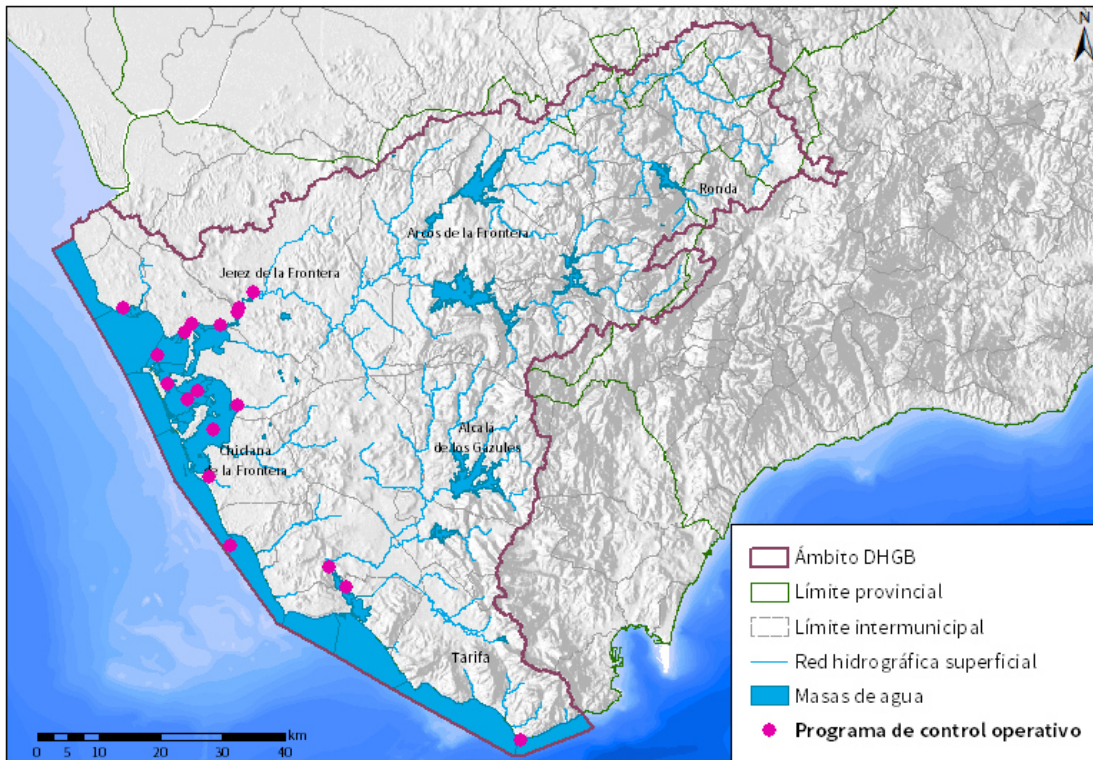 N
Ronda
Arcos de la Frontera
Jerez de la Frontera
Alcala
de los Gazules
Chiclana
de la Frontera
Tarifa
Ámbito DHGB
Límite provincial
Límite intermunicipal
Red hidrográfica superficial
Masas de agua
Programa de control operativo
km
0 5 10 20 30 40